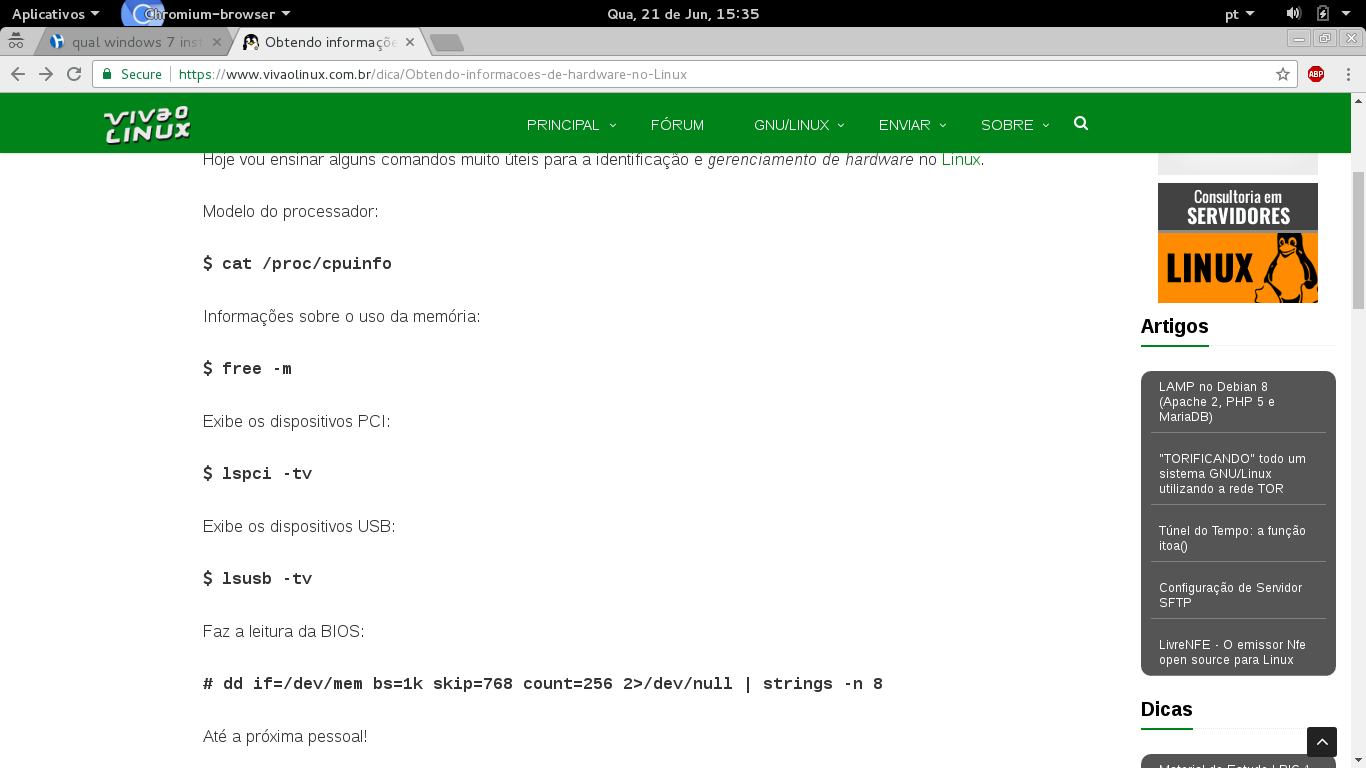 Aplicativos
Chromium-browser
Qua, 21 de Jun, 15:35
pt
qual windows 7 inst
Obtendo informaçõe
Secure
https://www.vivaolinux.com.br/dica/Obtendo-informacoes-de-hardware-no-Linux
ABP
VIVAO
LINUX
PRINCIPAL
FÓRUM
GNU/LINUX
ENVIAR
SOBRE
Hoje vou ensinar alguns comandos muito úteis para a identificação e gerenciamento de hardware no Linux.
Modelo do processador:
$ cat /proc/cpuinfo
Informações sobre o uso da memória:
$ free -m
Exibe os dispositivos PCI:
$ lspci -tv
Exibe os dispositivos USB:
$ lsusb -tv
Faz a leitura da BIOS:
# dd if=/dev/mem bs=1k skip=768 count=256 2>/dev/null | strings -n 8
Até a próxima pessoal!
Consultoria em
SERVIDORES
LINUX
Artigos
LAMP no Debian 8
(Apache 2, PHP 5 e
MariaDB)
"TORIFICANDO" todo um
sistema GNU/Linux
utilizando a rede TOR
Túnel do Tempo: a função
itoa()
Configuração de Servidor
SFTP
LivreNFE - O emissor Nfe
open source para Linux
Dicas